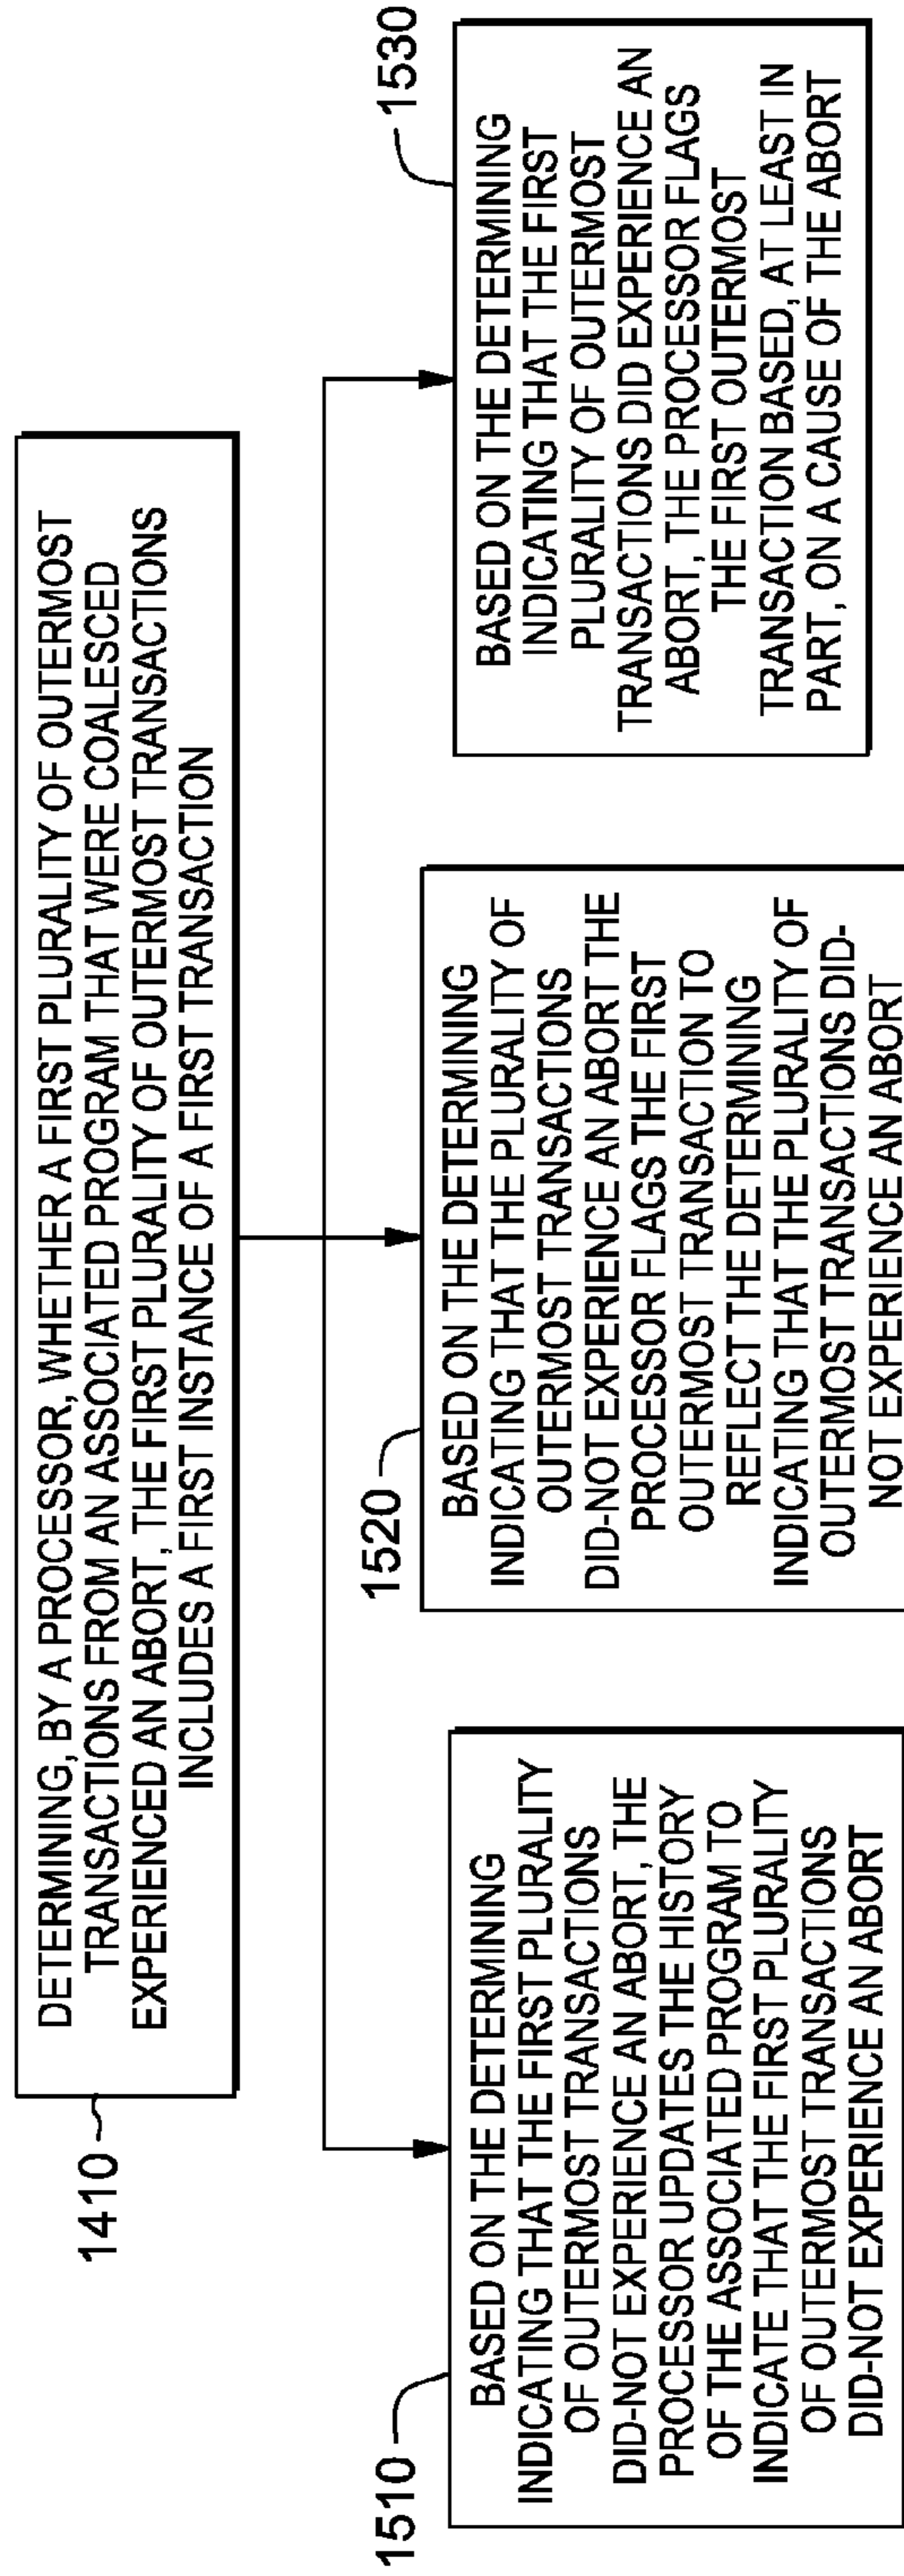 1410
DETERMINING, BY A PROCESSOR, WHETHER A FIRST PLURALITY OF OUTERMOST
TRANSACTIONS FROM AN ASSOCIATED PROGRAM THAT WERE COALESCED
EXPERIENCED AN ABORT, THE FIRST PLURALITY OF OUTERMOST TRANSACTIONS
INCLUDES A FIRST INSTANCE OF A FIRST TRANSACTION
1510
BASED ON THE DETERMINING
INDICATING THAT THE FIRST PLURALITY
OF OUTERMOST TRANSACTIONS
DID-NOT EXPERIENCE AN ABORT, THE
PROCESSOR UPDATES THE HISTORY
OF THE ASSOCIATED PROGRAM TO
INDICATE THAT THE FIRST PLURALITY
OF OUTERMOST TRANSACTIONS
DID-NOT EXPERIENCE AN ABORT
1520
BASED ON THE DETERMINING
INDICATING THAT THE PLURALITY OF
OUTERMOST TRANSACTIONS
DID-NOT EXPERIENCE AN ABORT THE
PROCESSOR FLAGS THE FIRST
OUTERMOST TRANSACTION TO
REFLECT THE DETERMINING
INDICATING THAT THE PLURALITY OF
OUTERMOST TRANSACTIONS DID-
NOT EXPERIENCE AN ABORT
1530
BASED ON THE DETERMINING
INDICATING THAT THE FIRST
PLURALITY OF OUTERMOST
TRANSACTIONS DID EXPERIENCE AN
ABORT, THE PROCESSOR FLAGS
THE FIRST OUTERMOST
TRANSACTION BASED, AT LEAST IN
PART, ON A CAUSE OF THE ABORT